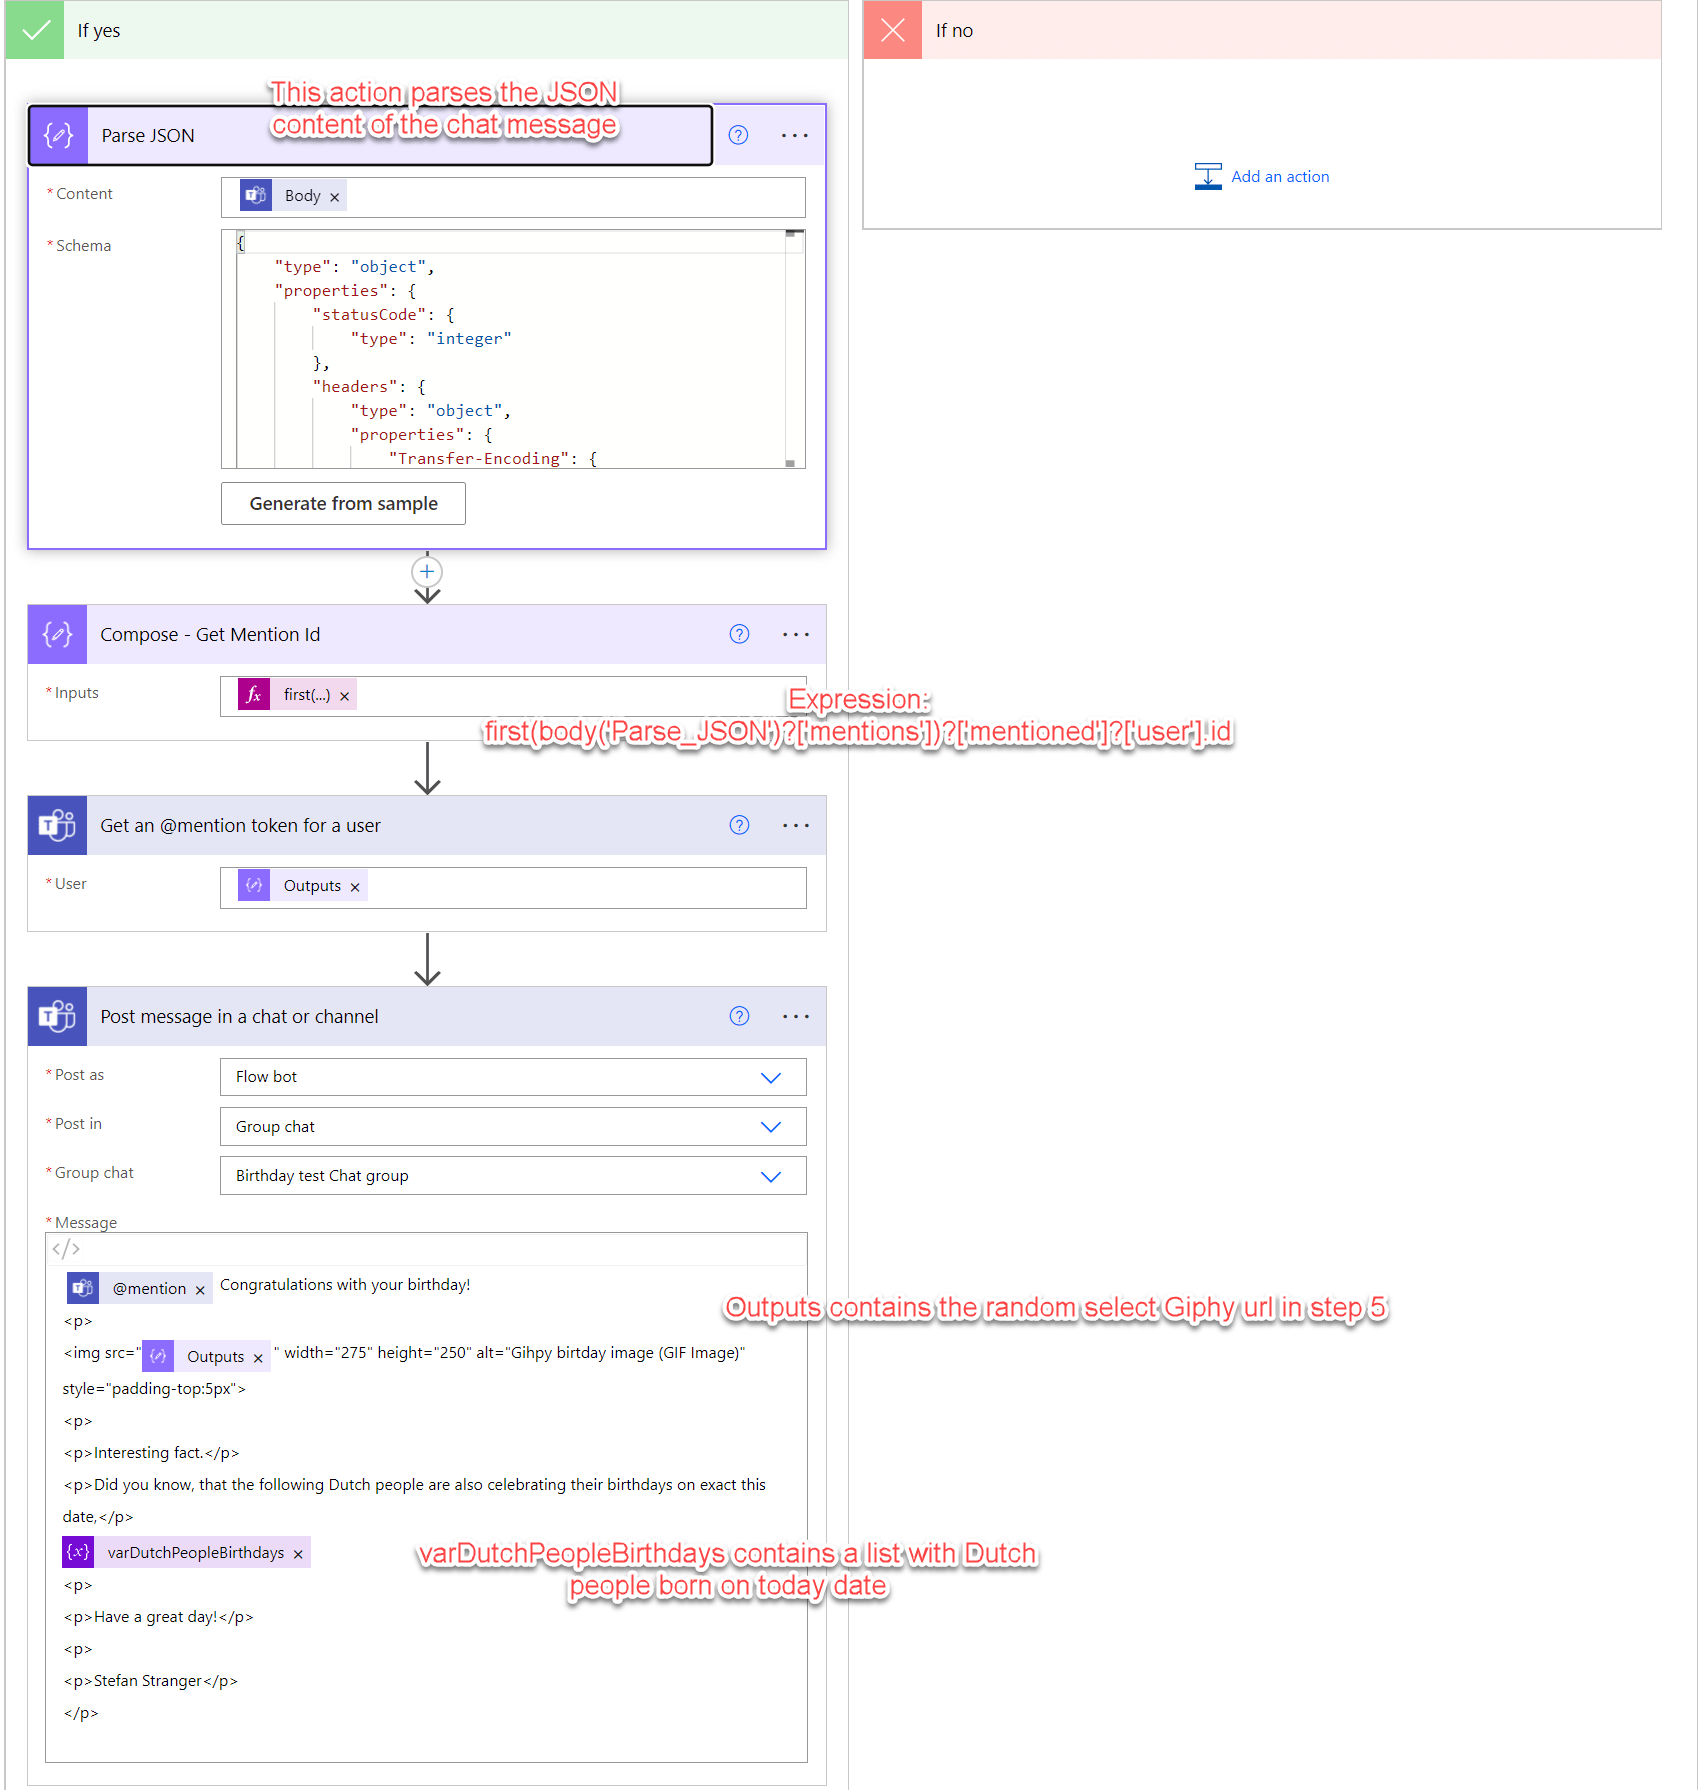 If yes
If no
This action parses the JSON
content of the chat message
Parse JSON
Add an action
* Content
Body ×
* Schema
{
"type": "object",
"properties": {
"statusCode": {
"type": "integer"
},
"headers": {
"type": "object",
"properties": {
"Transfer-Encoding": {
Generate from sample
Compose - Get Mention Id
* Inputs
fx first(...) ×
Expression:
first(body('Parse_JSON')?['mentions'])?['mentioned']?['user'].id
Get an @mention token for a user
* User
Outputs ×
Post message in a chat or channel
* Post as
Flow bot
* Post in
Group chat
* Group chat
Birthday test Chat group
* Message
</>
@mention × Congratulations with your birthday!
Outputs contains the random select Giphy url in step 5
<p>
<img src=" Outputs × " width="275" height="250" alt="Gihpy birtday image (GIF Image)"
style="padding-top:5px">
<p>
<p>Interesting fact.</p>
<p>Did you know, that the following Dutch people are also celebrating their birthdays on exact this
date,</p>
{x} varDutchPeopleBirthdays ×
varDutchPeopleBirthdays contains a list with Dutch
people born on today date
<p>
<p>Have a great day!</p>
<p>
<p>Stefan Stranger</p>
</p>